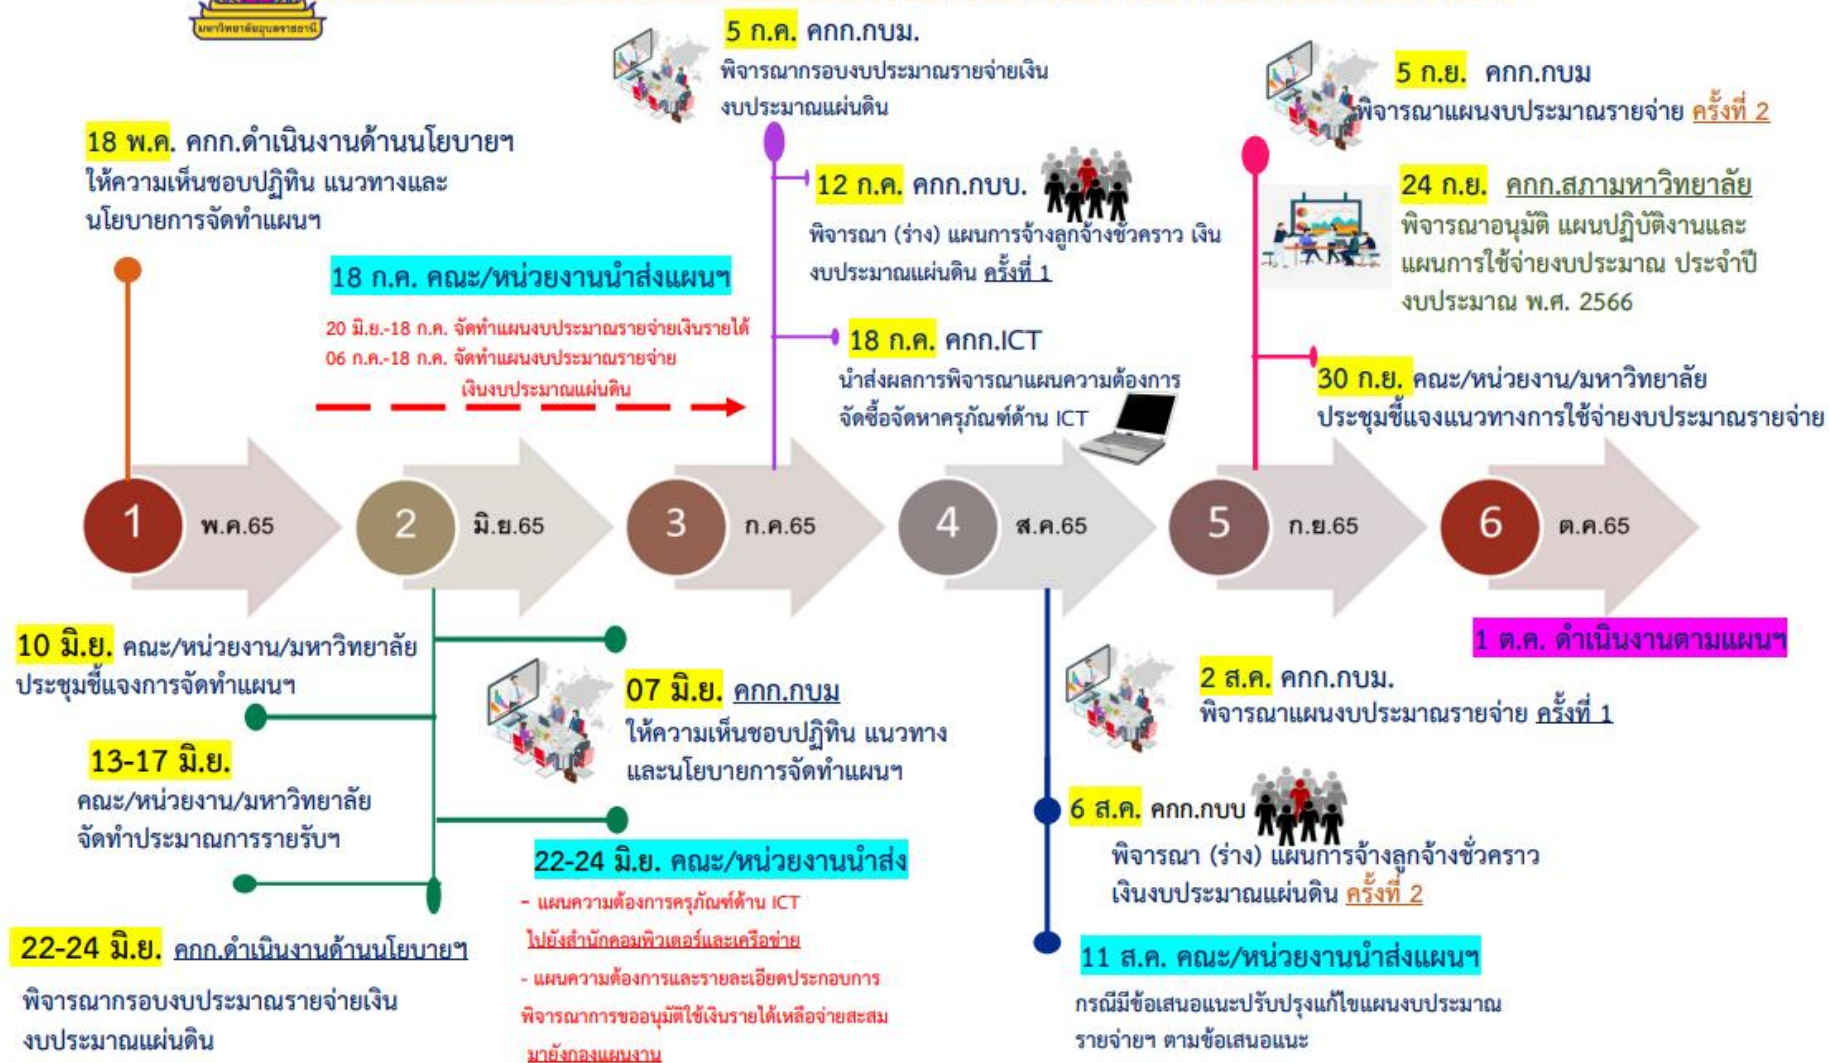 มหาวิทยาลัยอุบลราชธานี
18 พ.ค. คกก.ดำเนินงานด้านนโยบายฯ
ให้ความเห็นชอบปฏิทิน แนวทางและ
นโยบายการจัดทำแผนฯ
18 ก.ค. คณะ/หน่วยงานนำส่งแผนฯ
20 มิ.ย.-18 ก.ค. จัดทำแผนงบประมาณรายจ่ายเงินรายได้
06 ก.ค.-18 ก.ค. จัดทำแผนงบประมาณรายจ่าย
เงินงบประมาณแผ่นดิน
5 ก.ค. คกก.กบม.
พิจารณากรอบงบประมาณรายจ่ายเงิน
งบประมาณแผ่นดิน
12 ก.ค. คกก.กบบ.
พิจารณา (ร่าง) แผนการจ้างลูกจ้างชั่วคราว เงิน
งบประมาณแผ่นดิน ครั้งที่ 1
18 ก.ค. คกก.ICT
นำส่งผลการพิจารณาแผนความต้องการ
จัดซื้อจัดหาครุภัณฑ์ด้าน ICT
5 ก.ย. คกก.กบม
พิจารณาแผนงบประมาณรายจ่าย ครั้งที่ 2
24 ก.ย. คกก.สภามหาวิทยาลัย
พิจารณาอนุมัติ แผนปฏิบัติงานและ
แผนการใช้จ่ายงบประมาณ ประจำปี
งบประมาณ พ.ศ. 2566
30 ก.ย. คณะ/หน่วยงาน/มหาวิทยาลัย
ประชุมชี้แจงแนวทางการใช้จ่ายงบประมาณรายจ่าย
1 พ.ค.65
2 มิ.ย.65
3 ก.ค.65
4 ส.ค.65
5 ก.ย.65
6 ต.ค.65
10 มิ.ย. คณะ/หน่วยงาน/มหาวิทยาลัย
ประชุมชี้แจงการจัดทำแผนฯ
13-17 มิ.ย.
คณะ/หน่วยงาน/มหาวิทยาลัย
จัดทำประมาณการรายรับฯ
22-24 มิ.ย. คกก.ดำเนินงานด้านนโยบายฯ
พิจารณากรอบงบประมาณรายจ่ายเงิน
งบประมาณแผ่นดิน
07 มิ.ย. คกก.กบม
ให้ความเห็นชอบปฏิทิน แนวทาง
และนโยบายการจัดทำแผนฯ
22-24 มิ.ย. คณะ/หน่วยงานนำส่ง
- แผนความต้องการครุภัณฑ์ด้าน ICT
ไปยังสำนักคอมพิวเตอร์และเครือข่าย
- แผนความต้องการและรายละเอียดประกอบการ
พิจารณาการขออนุมัติใช้เงินรายได้เหลือจ่ายสะสม
มายังกองแผนงาน
2 ส.ค. คกก.กบม.
พิจารณาแผนงบประมาณรายจ่าย ครั้งที่ 1
6 ส.ค. คกก.กบบ
พิจารณา (ร่าง) แผนการจ้างลูกจ้างชั่วคราว
เงินงบประมาณแผ่นดิน ครั้งที่ 2
11 ส.ค. คณะ/หน่วยงานนำส่งแผนฯ
กรณีมีข้อเสนอแนะปรับปรุงแก้ไขแผนงบประมาณ
รายจ่ายฯ ตามข้อเสนอแนะ
1 ต.ค. ดำเนินงานตามแผนฯ